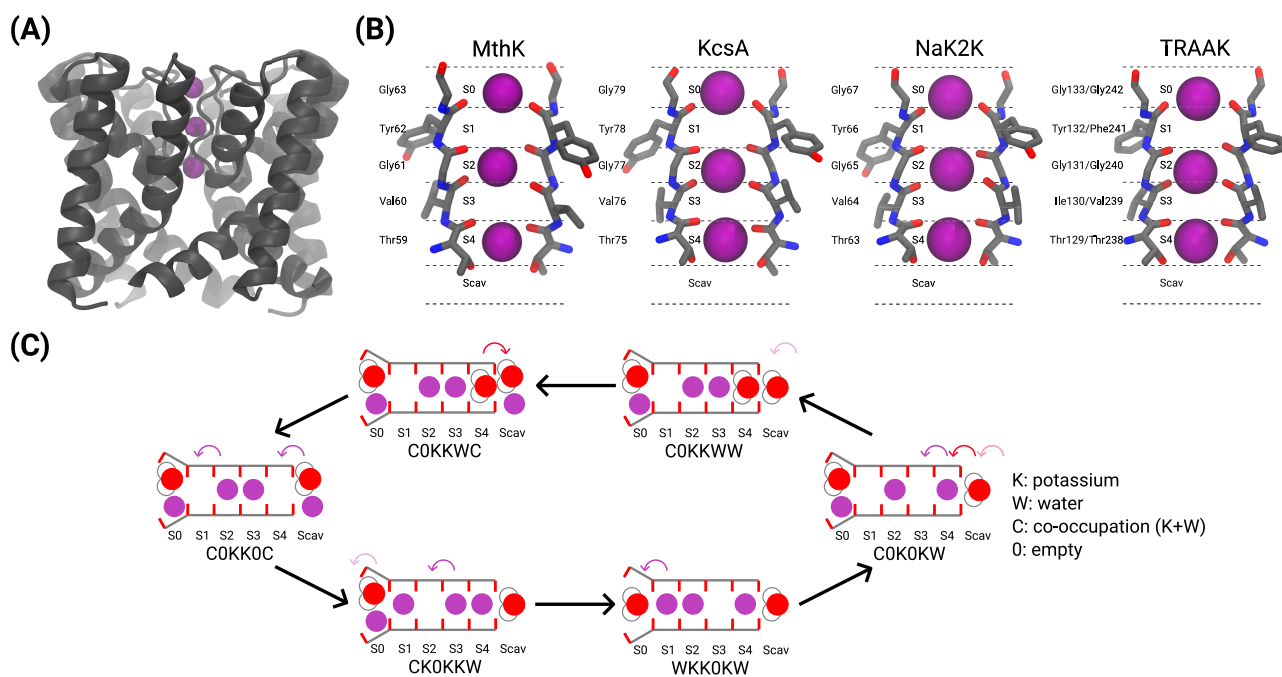 (A)
(B)
MthK
KcsA
NaK2K
TRAAK
Gly63
S0
Tyr62
S1
Gly61
S2
Val60
S3
Thr59
S4
Scav
Gly79
S0
Tyr78
S1
Gly77
S2
Val76
S3
Thr75
S4
Scav
Gly67
S0
Tyr66
S1
Gly65
S2
Val64
S3
Thr63
S4
Scav
Gly133/Gly242
S0
Tyr132/Phe241
S1
Gly131/Gly240
S2
Ile130/Val239
S3
Thr129/Thr238
S4
Scav
(C)
S0 S1 S2 S3 S4 Scav
C0KKWC
S0 S1 S2 S3 S4 Scav
C0KKWW
S0 S1 S2 S3 S4 Scav
C0KK0C
S0 S1 S2 S3 S4 Scav
C0K0KW
K: potassium
W: water
C: co-occupation (K+W)
0: empty
S0 S1 S2 S3 S4 Scav
CK0KKW
S0 S1 S2 S3 S4 Scav
WKK0KW